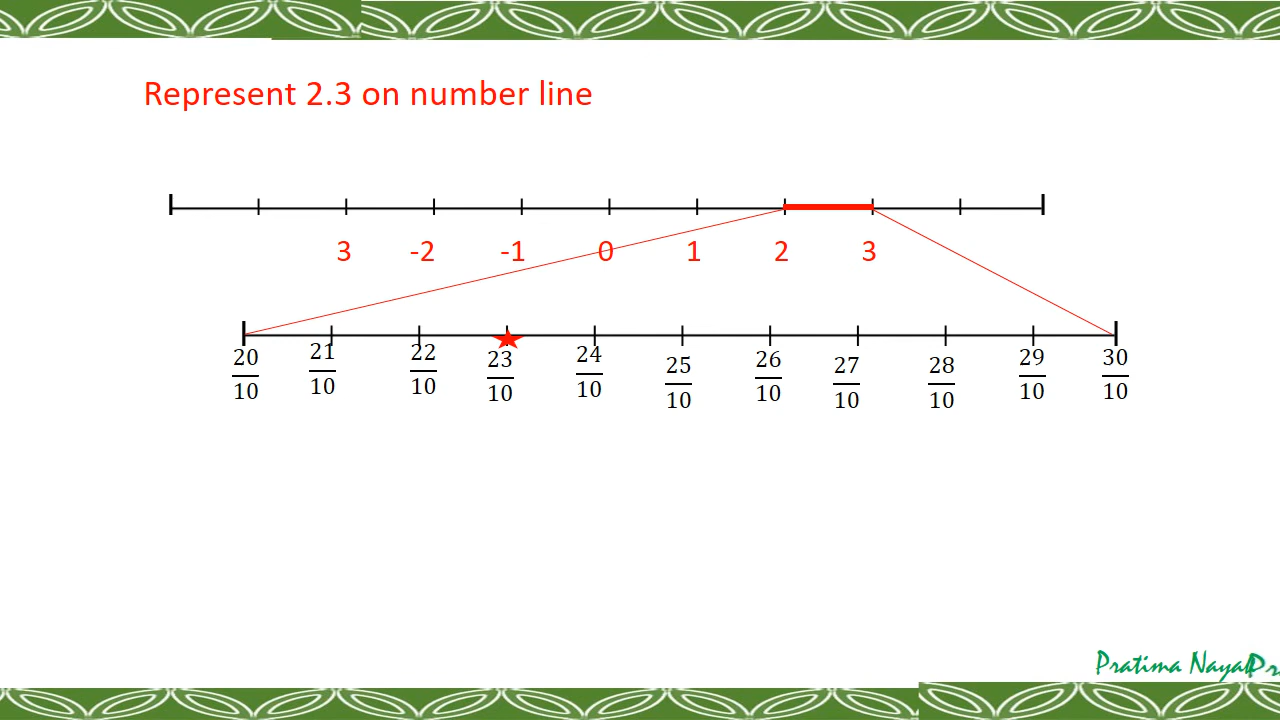 Represent 2.3 on number line
3 -2 -1 0 1 2 3
20 21 22 23 24 25 26 27 28 29 30
10 10 10 10 10 10 10 10 10 10 10
Pratima Nayak